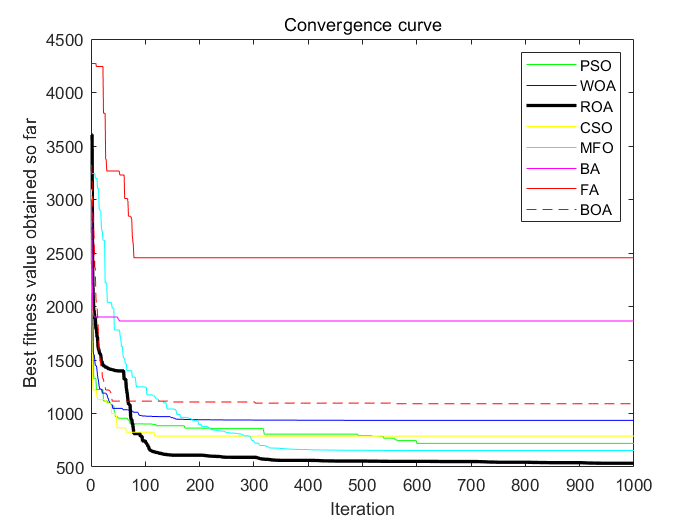 Convergence curve
Best fitness value obtained so far
4500
4000
3500
3000
2500
2000
1500
1000
500
0 100 200 300 400 500 600 700 800 900 1000
Iteration
PSO
WOA
ROA
CSO
MFO
BA
FA
BOA